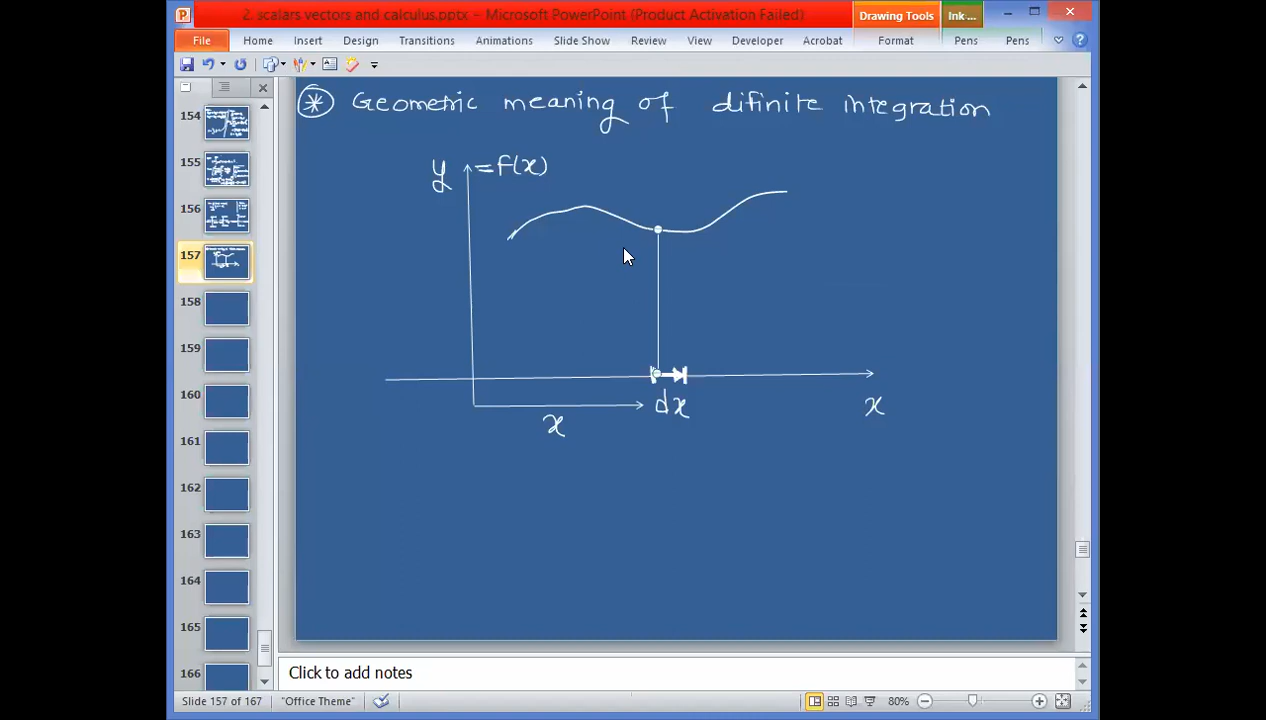 2. scalars vectors and calculus.pptx - Microsoft PowerPoint (Product Activation Failed)
Drawing Tools
Ink...
File Home Insert Design Transitions Animations Slide Show Review View Developer Acrobat Format Pens Pens
Geometric meaning of difinite integration
y = f(x)
dx
x
x
154
155
156
157
158
159
160
161
162
163
164
165
166
Click to add notes
Slide 157 of 167 "Office Theme" 80%